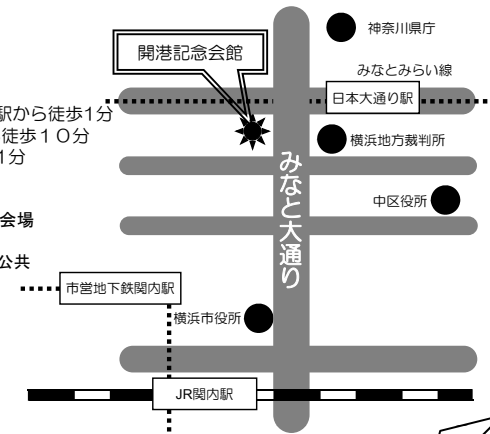 神奈川県庁
開港記念会館
みなとみらい線
日本大通り駅
駅から徒歩1分
徒歩１０分
1分
横浜地方裁判所
みなと大通り
中区役所
会場
公共
市営地下鉄関内駅
横浜市役所
JR関内駅